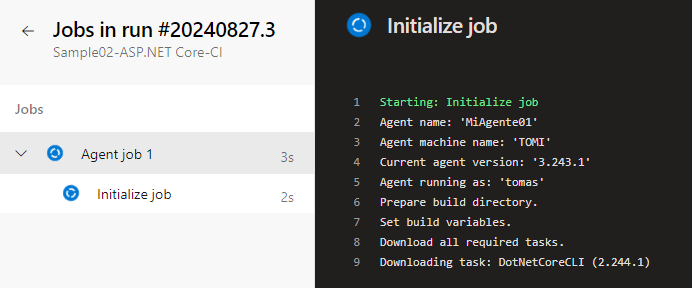 Jobs in run #20240827.3
Sample02-ASP.NET Core-CI
Jobs
Agent job 1 3s
Initialize job 2s
Initialize job
1 Starting: Initialize job
2 Agent name: 'MiAgente01'
3 Agent machine name: 'TOMI'
4 Current agent version: '3.243.1'
5 Agent running as: 'tomas'
6 Prepare build directory.
7 Set build variables.
8 Download all required tasks.
9 Downloading task: DotNetCoreCLI (2.244.1)